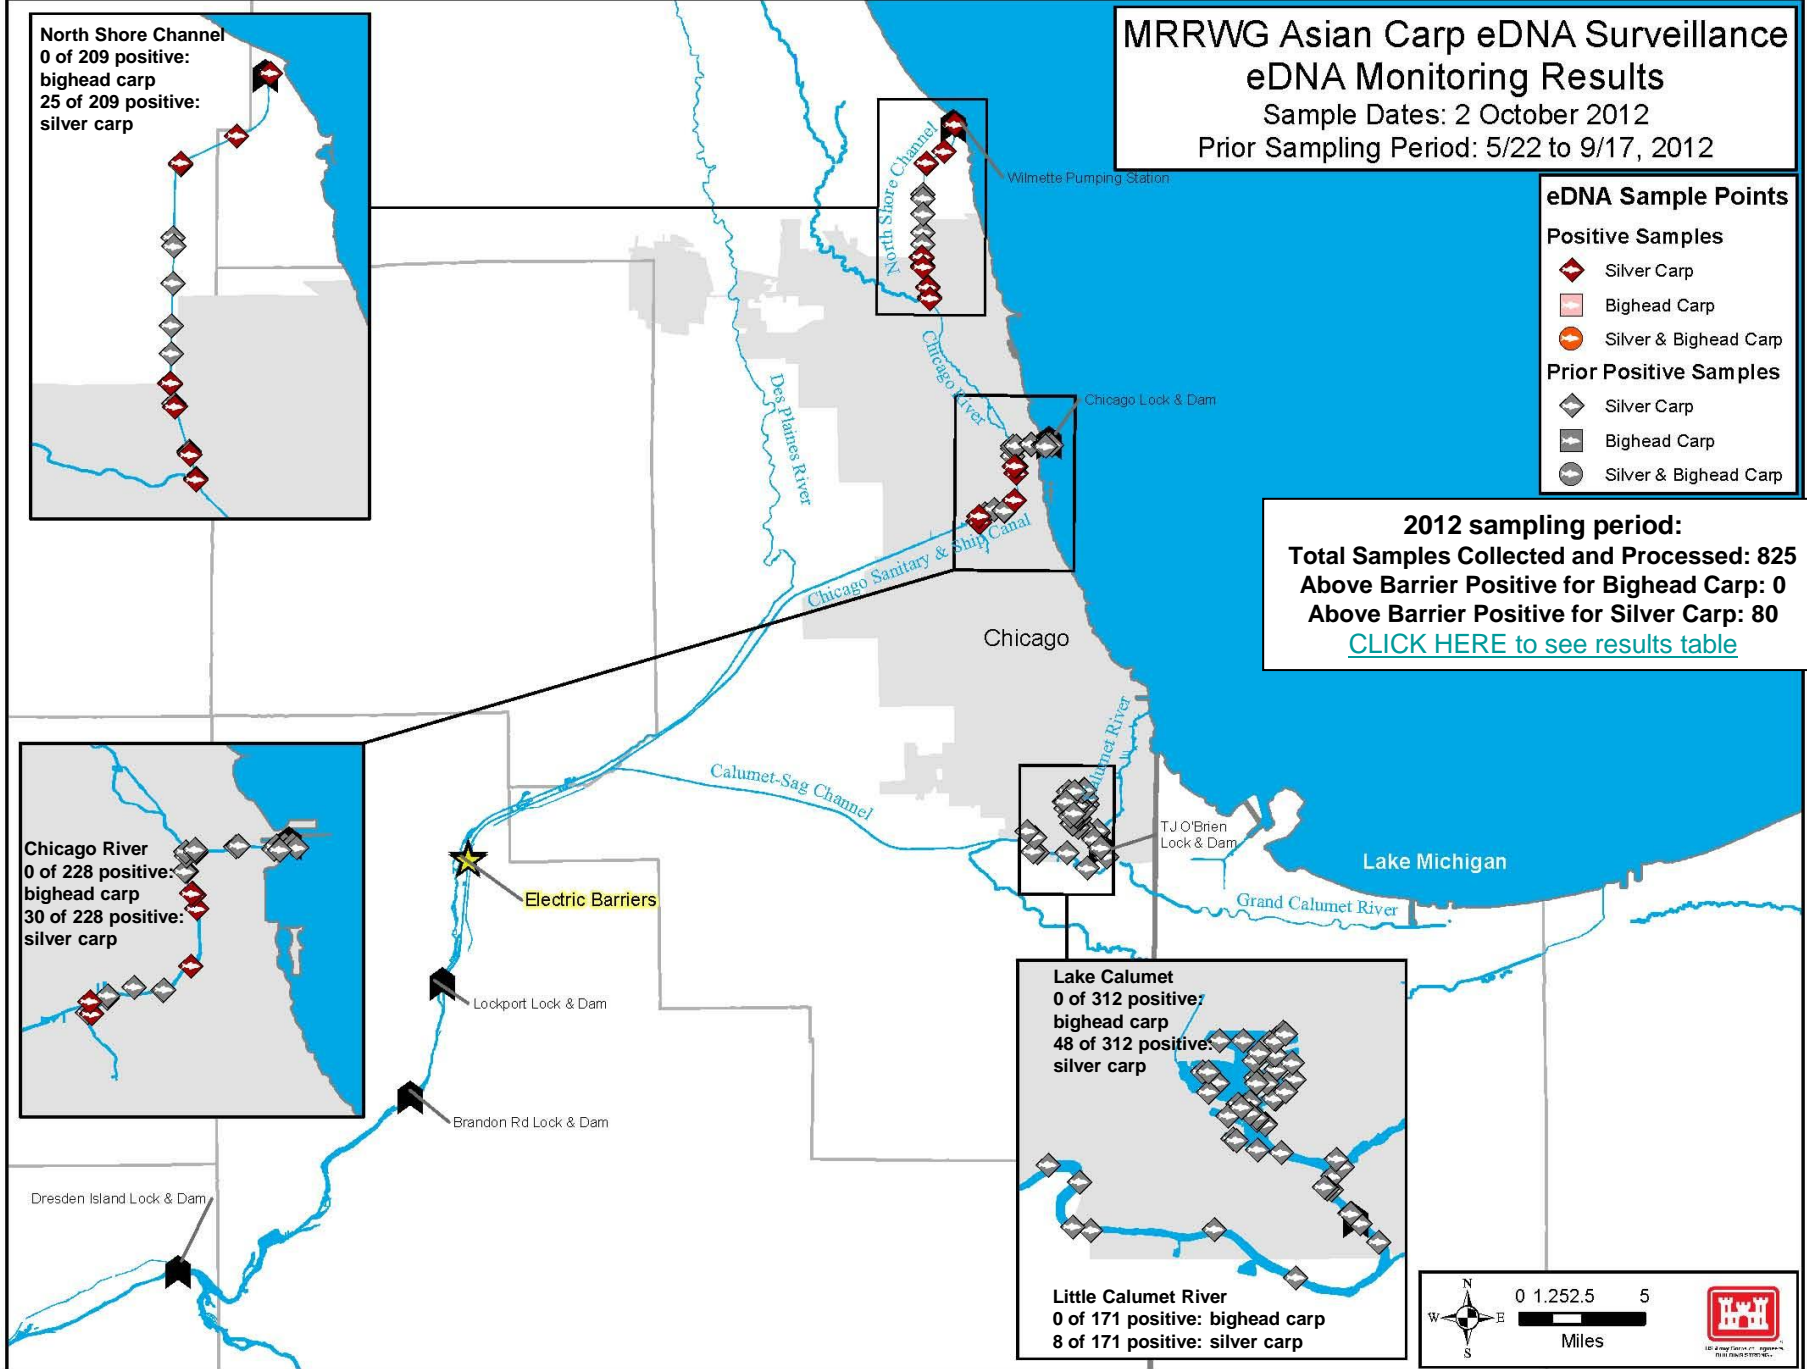 North Shore Channel
0 of 209 positive:
bighead carp
25 of 209 positive:
silver carp
MRRWG Asian Carp eDNA Surveillance
eDNA Monitoring Results
Sample Dates: 2 October 2012
Prior Sampling Period: 5/22 to 9/17, 2012
eDNA Sample Points
Positive Samples
Silver Carp
Bighead Carp
Silver & Bighead Carp
Prior Positive Samples
Silver Carp
Bighead Carp
Silver & Bighead Carp
2012 sampling period:
Total Samples Collected and Processed: 825
Above Barrier Positive for Bighead Carp: 0
Above Barrier Positive for Silver Carp: 80
CLICK HERE to see results table
North Shore Channel
Wilmette Pumping Station
Chicago River
Chicago Lock & Dam
Des Plaines River
Chicago Sanitary & Ship Canal
Chicago
Calumet River
Calumet-Sag Channel
TJ O'Brien
Lock & Dam
Lake Michigan
Grand Calumet River
Chicago River
0 of 228 positive:
bighead carp
30 of 228 positive:
silver carp
Electric Barriers
Lockport Lock & Dam
Brandon Rd Lock & Dam
Dresden Island Lock & Dam
Lake Calumet
0 of 312 positive:
bighead carp
48 of 312 positive:
silver carp
Little Calumet River
0 of 171 positive: bighead carp
8 of 171 positive: silver carp
N
W E
S
0 1.252.5 5
Miles
US Army Corps of Engineers
BUILDING STRONG